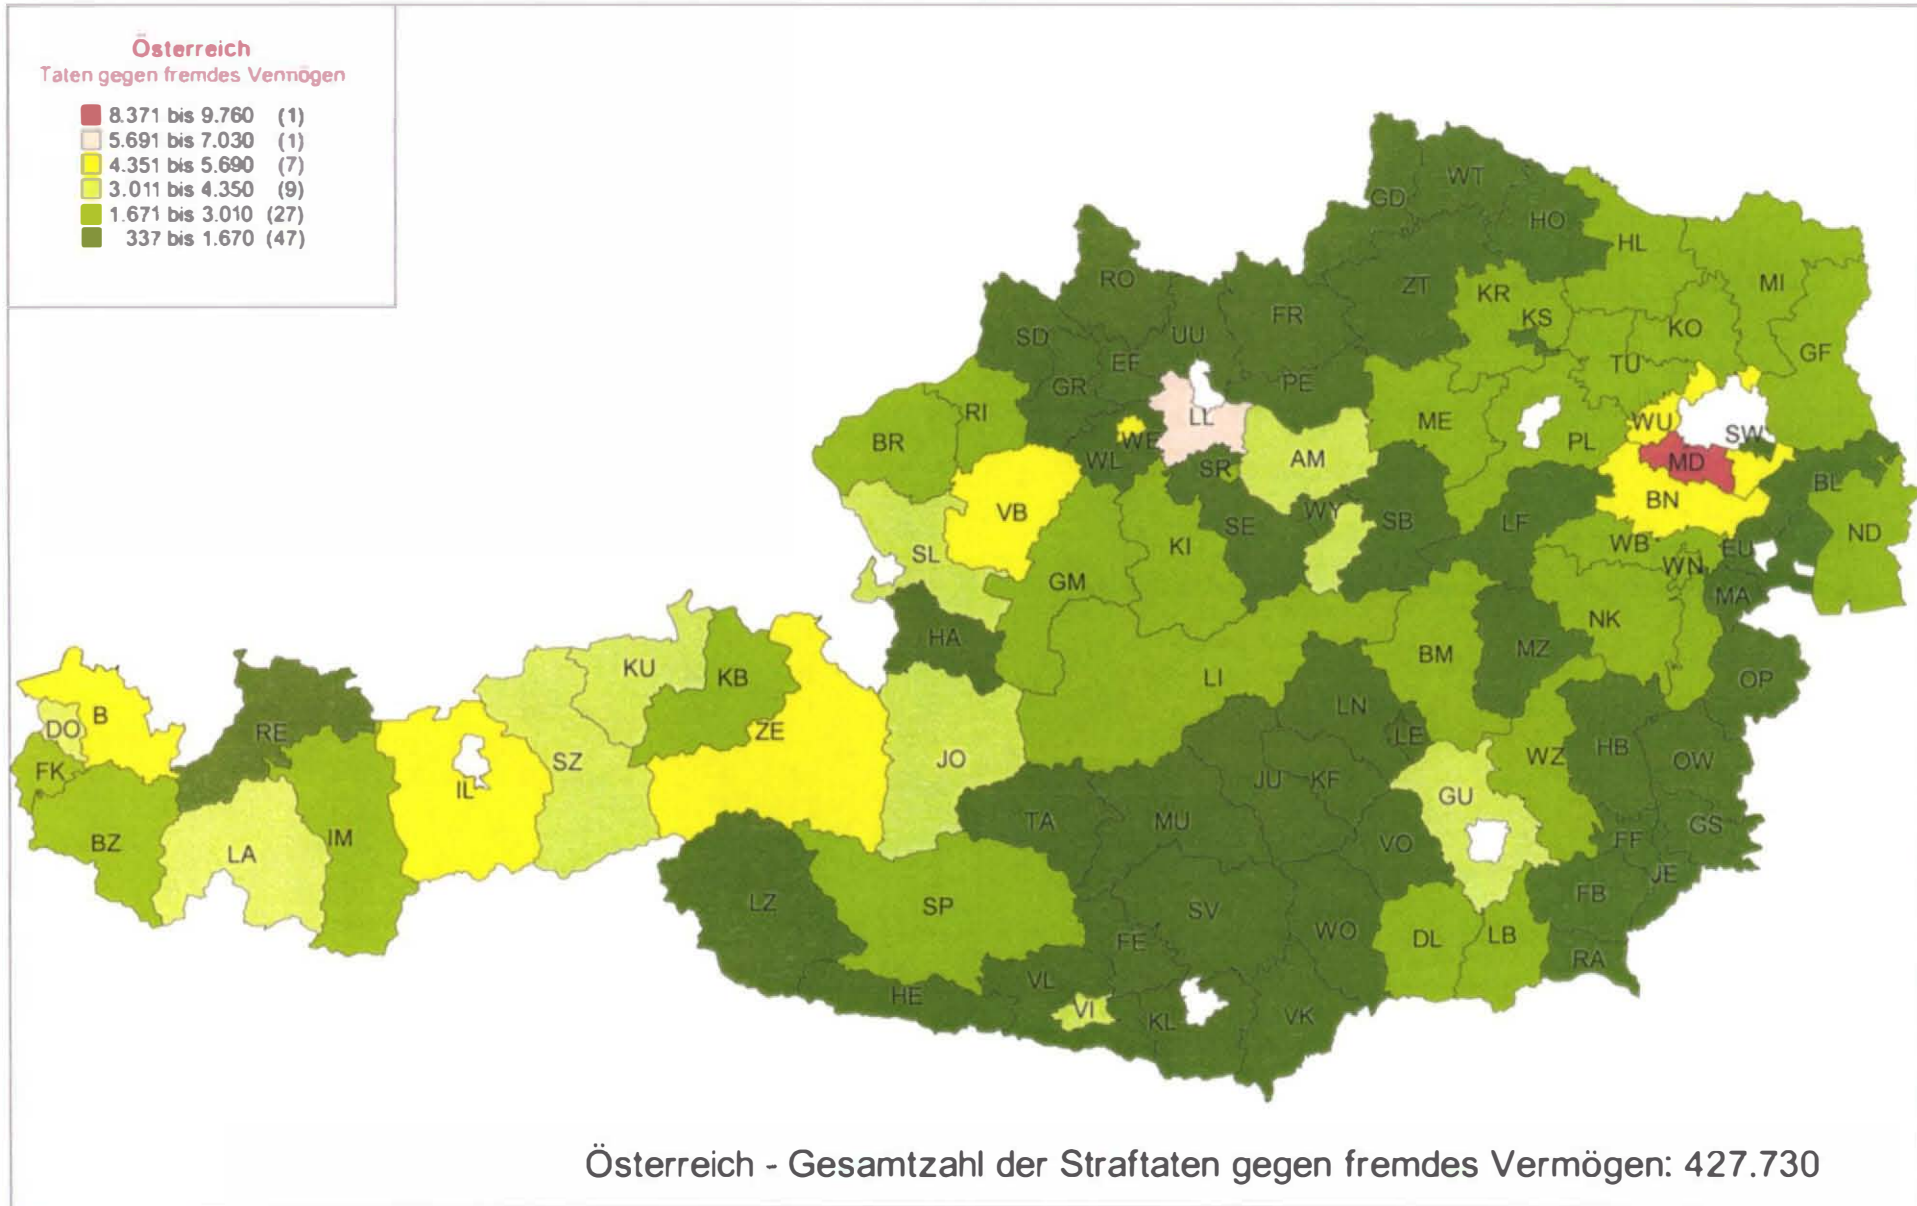 Österreich
Taten gegen fremdes Vermögen
8.371 bis 9.760 (1)
5.691 bis 7.030 (1)
4.351 bis 5.690 (7)
3.011 bis 4.350 (9)
1.671 bis 3.010 (27)
337 bis 1.670 (47)
WT
GD
HO
HL
RO
ZT
KR
MI
KS
FR
KO
SD
UU
GF
EF
TU
GR
PE
RI
LL
ME
WU
BR
WE
PL
SW
WL
AM
MD
SR
BL
BN
VB
WY
SB
LF
SE
ND
SL
KI
WB
EU
WN
GM
MA
NK
HA
MZ
KU
BM
KB
LI
OP
DO
B
LN
RE
ZE
LE
HB
WZ
OW
JO
SZ
FK
IL
JU
KF
GU
TA
MU
GS
IM
BZ
VO
FF
LA
JE
FB
LZ
SP
SV
WO
DL
LB
FE
RA
VL
HE
VI
KL
VK
Österreich - Gesamtzahl der Straftaten gegen fremdes Vermögen: 427.730